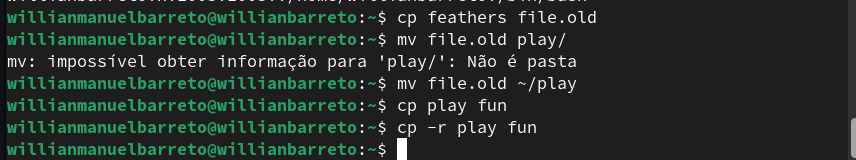 willianmanuelbarreto@willianbarreto:~$ cp feathers file.old
willianmanuelbarreto@willianbarreto:~$ mv file.old play/
mv: impossível obter informação para 'play/': Não é pasta
willianmanuelbarreto@willianbarreto:~$ mv file.old ~/play
willianmanuelbarreto@willianbarreto:~$ cp play fun
willianmanuelbarreto@willianbarreto:~$ cp -r play fun
willianmanuelbarreto@willianbarreto:~$